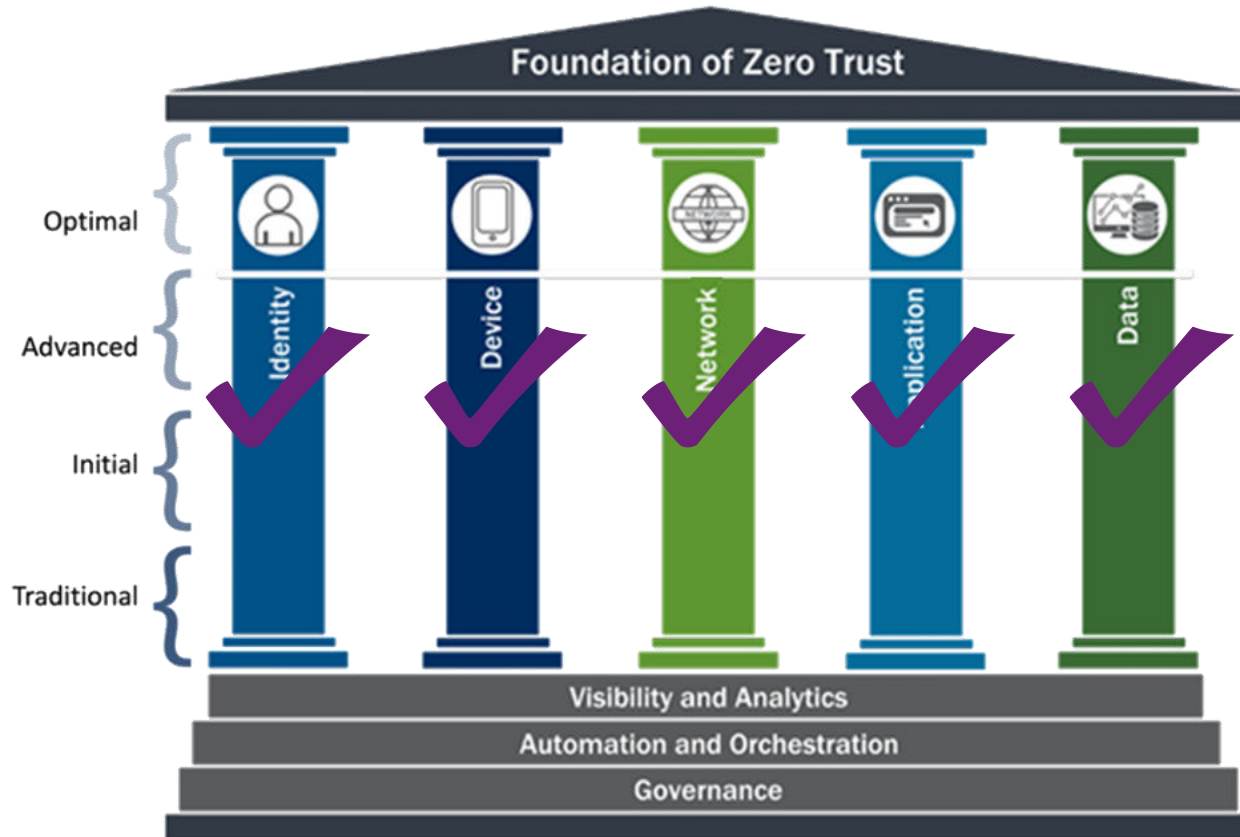 Foundation of Zero Trust
Optimal
Advanced
Initial
Traditional
Identity
Device
NETWORK
Network
Data
Visibility and Analytics
Automation and Orchestration
Governance